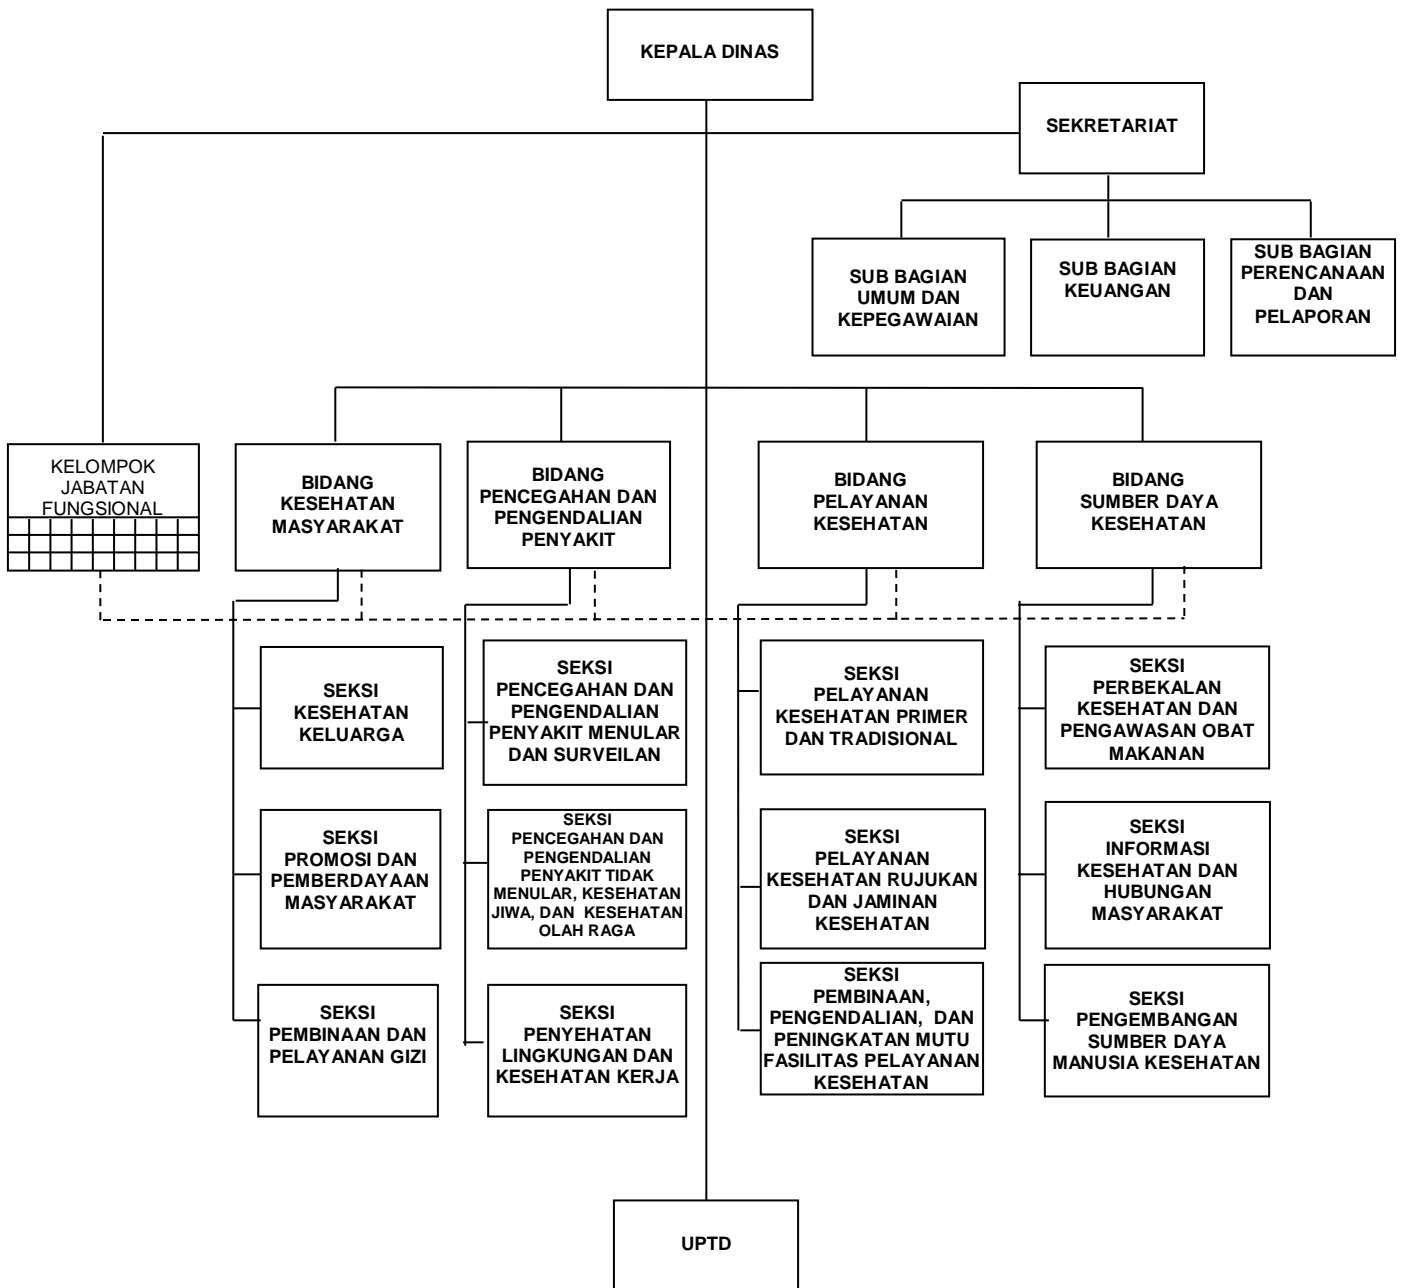 KEPALA DINAS
SEKRETARIAT
SUB BAGIAN
UMUM DAN
KEPEGAWAIAN
SUB BAGIAN
KEUANGAN
SUB BAGIAN
PERENCANAAN
DAN
PELAPORAN
KELOMPOK
JABATAN
FUNGSIONAL
BIDANG
KESEHATAN
MASYARAKAT
BIDANG
PENCEGAHAN DAN
PENGENDALIAN
PENYAKIT
BIDANG
PELAYANAN
KESEHATAN
BIDANG
SUMBER DAYA
KESEHATAN
SEKSI
KESEHATAN
KELUARGA
SEKSI
PENCEGAHAN DAN
PENGENDALIAN
PENYAKIT MENULAR
DAN SURVEILAN
SEKSI
PELAYANAN
KESEHATAN PRIMER
DAN TRADISIONAL
SEKSI
PERBEKALAN
KESEHATAN DAN
PENGAWASAN OBAT
MAKANAN
SEKSI
PROMOSI DAN
PEMBERDAYAAN
MASYARAKAT
SEKSI
PENCEGAHAN DAN
PENGENDALIAN
PENYAKIT TIDAK
MENULAR, KESEHATAN
JIWA, DAN  KESEHATAN
OLAH RAGA
SEKSI
PELAYANAN
KESEHATAN RUJUKAN
DAN JAMINAN
KESEHATAN
SEKSI
INFORMASI
KESEHATAN DAN
HUBUNGAN
MASYARAKAT
SEKSI
PEMBINAAN DAN
PELAYANAN GIZI
SEKSI
PENYEHATAN
LINGKUNGAN DAN
KESEHATAN KERJA
SEKSI
PEMBINAAN,
PENGENDALIAN,  DAN
PENINGKATAN MUTU
FASILITAS PELAYANAN
KESEHATAN
SEKSI
PENGEMBANGAN
SUMBER DAYA
MANUSIA KESEHATAN
UPTD